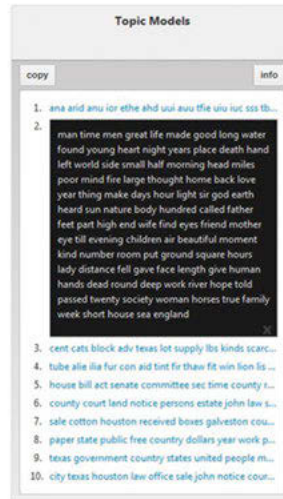 Topic Models
copy info
1. ana arid anu ior ethe ahd uui auu tfie uiu iuc sss tb...
2.
man time men great life made good long water
found young heart night years place death hand
left world side small half morning head miles
poor mind fire large thought home back love
year thing make days hour light sir god earth
heard sun nature body hundred called father
feet part high end wife find eyes friend mother
eye till evening children air beautiful moment
kind number room put ground square hours
lady distance fell gave face length give human
hands dead round deep work river hope told
passed twenty society woman horses true family
week short house sea england
x
3. cent cats block adv texas lot supply lbs kinds scarc...
4. tube alie ilia fur con aid tint fir thaw fit win lion lis ...
5. house bill act senate committee sec time county r...
6. county court land notice persons estate john law s...
7. sale cotton houston received boxes galveston cou...
8. paper state public free country dollars year work p...
9. texas government country states united people m...
10. city texas houston law office sale john notice cour...